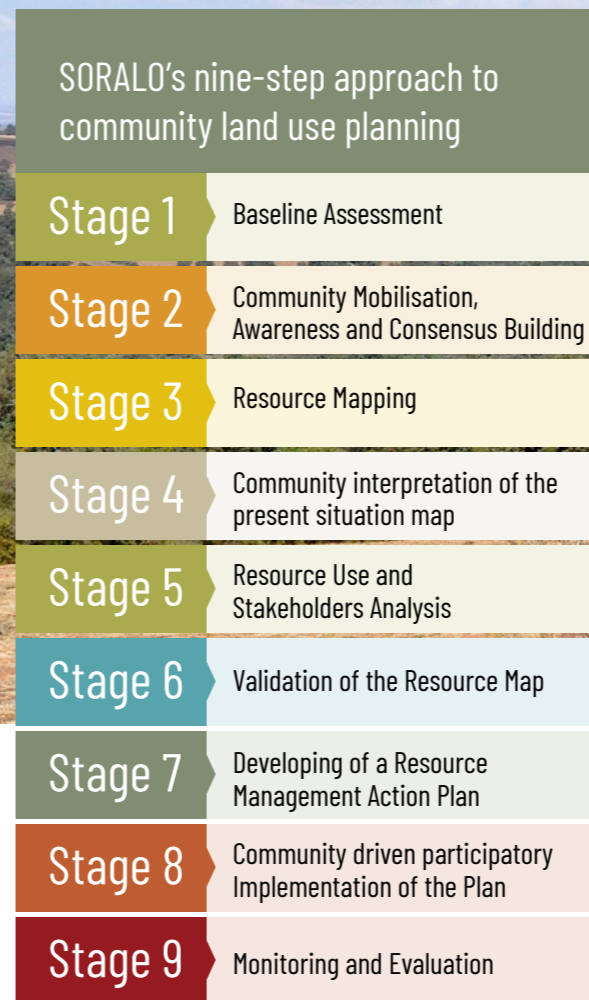 SORALO’s nine-step approach to
community land use planning
Stage 1
Baseline Assessment
Stage 2
Community Mobilisation,
Awareness and Consensus Building
Stage 3
Resource Mapping
Stage 4
Community interpretation of the
present situation map
Stage 5
Resource Use and
Stakeholders Analysis
Stage 6
Validation of the Resource Map
Stage 7
Developing of a Resource
Management Action Plan
Stage 8
Community driven participatory
Implementation of the Plan
Stage 9
Monitoring and Evaluation